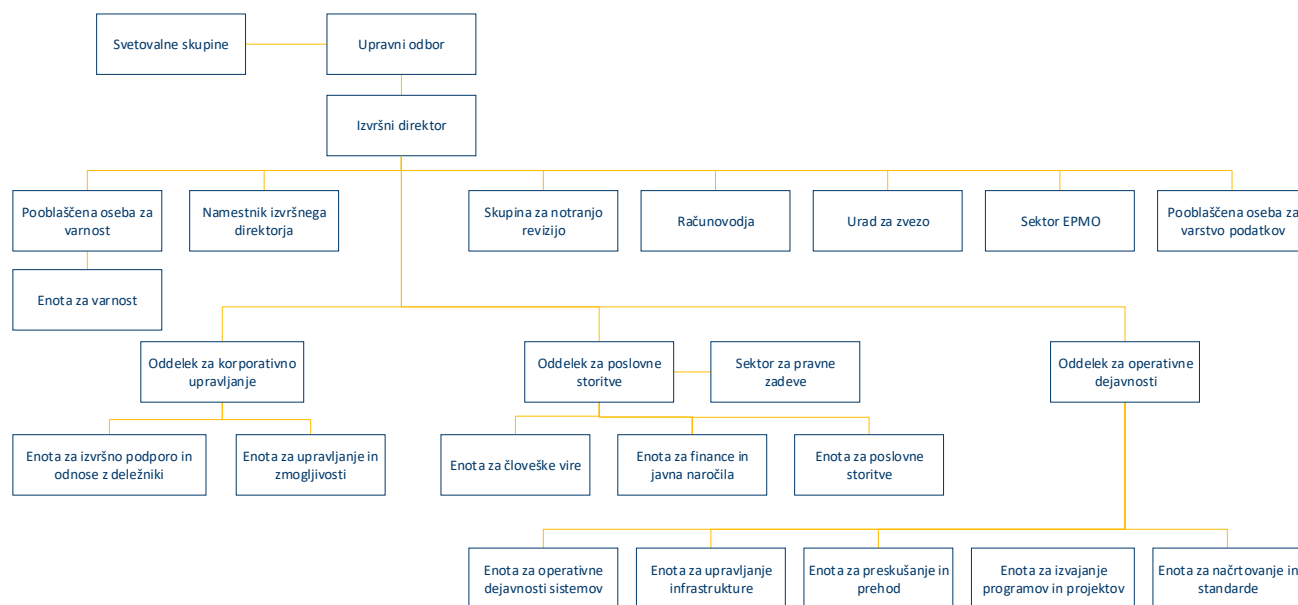 Svetovalne skupine
Upravni odbor
Izvršni direktor
Pooblaščena oseba za
varnost
Namestnik izvršnega
direktorja
Skupina za notranjo
revizijo
Računovodja
Urad za zvezo
Sektor EPMO
Pooblaščena oseba za
varstvo podatkov
Enota za varnost
Oddelek za korporativno
upravljanje
Oddelek za poslovne
storitve
Sektor za pravne
zadeve
Oddelek za operativne
dejavnosti
Enota za izvršno podporo in
odnose z deležniki
Enota za upravljanje in
zmogljivosti
Enota za človeške vire
Enota za finance in
javna naročila
Enota za poslovne
storitve
Enota za operativne
dejavnosti sistemov
Enota za upravljanje
infrastrukture
Enota za preskušanje in
prehod
Enota za izvajanje
programov in projektov
Enota za načrtovanje in
standarde